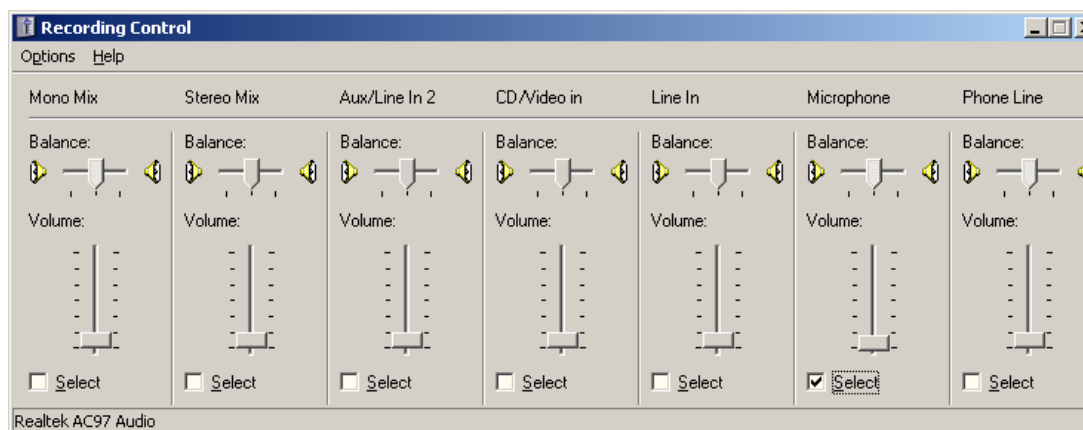 Recording Control
Options Help
Mono Mix Stereo Mix Aux/Line In 2 CD/Video in Line In Microphone Phone Line
Balance: Balance: Balance: Balance: Balance: Balance: Balance:
Volume: Volume: Volume: Volume: Volume: Volume: Volume:
Select Select Select Select Select Select Select
Realtek AC97 Audio